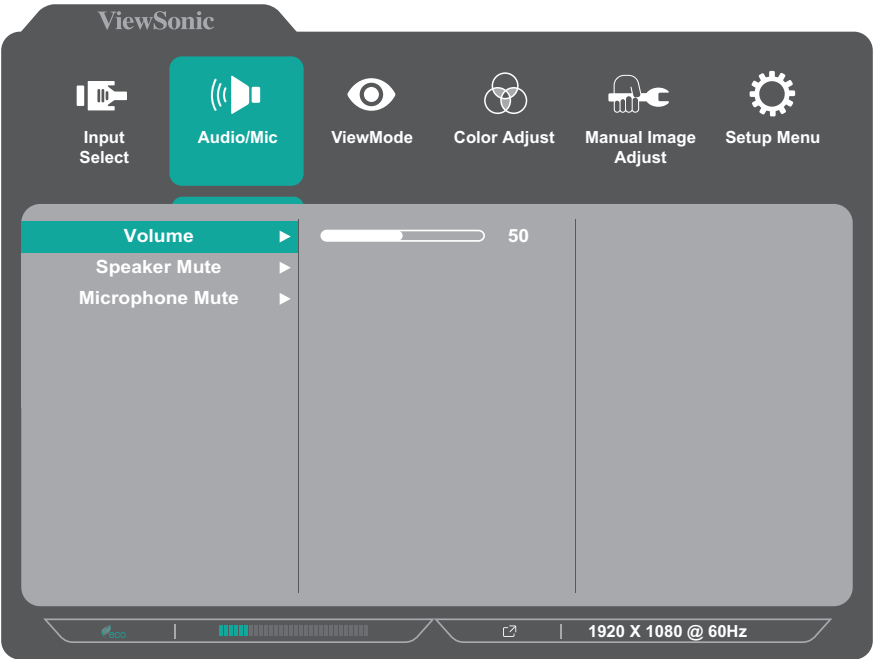 ViewSonic
Input
Select
Audio/Mic
ViewMode
Color Adjust
Manual Image
Adjust
Setup Menu
Volume
50
Speaker Mute
Microphone Mute
eco
1920 X 1080 @ 60Hz